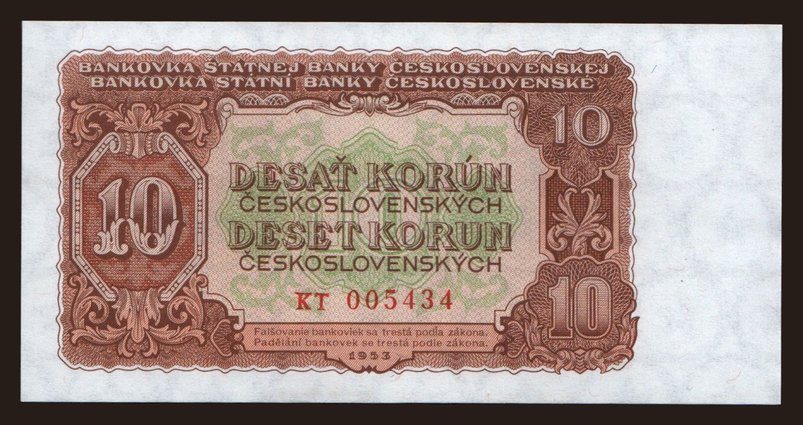 BANKOVKA ŠTÁTNEJ BANKY ČESKOSLOVENSKEJ
BANKOVKA STÁTNÍ BANKY ČESKOSLOVENSKÉ
10
10
DESAŤ KORÚN
ČESKOSLOVENSKÝCH
DESET KORUN
ČESKOSLOVENSKÝCH
KT 005434
10
Falšovanie bankoviek sa trestá podľa zákona.
Padělání bankovek se trestá podle zákona.
1953